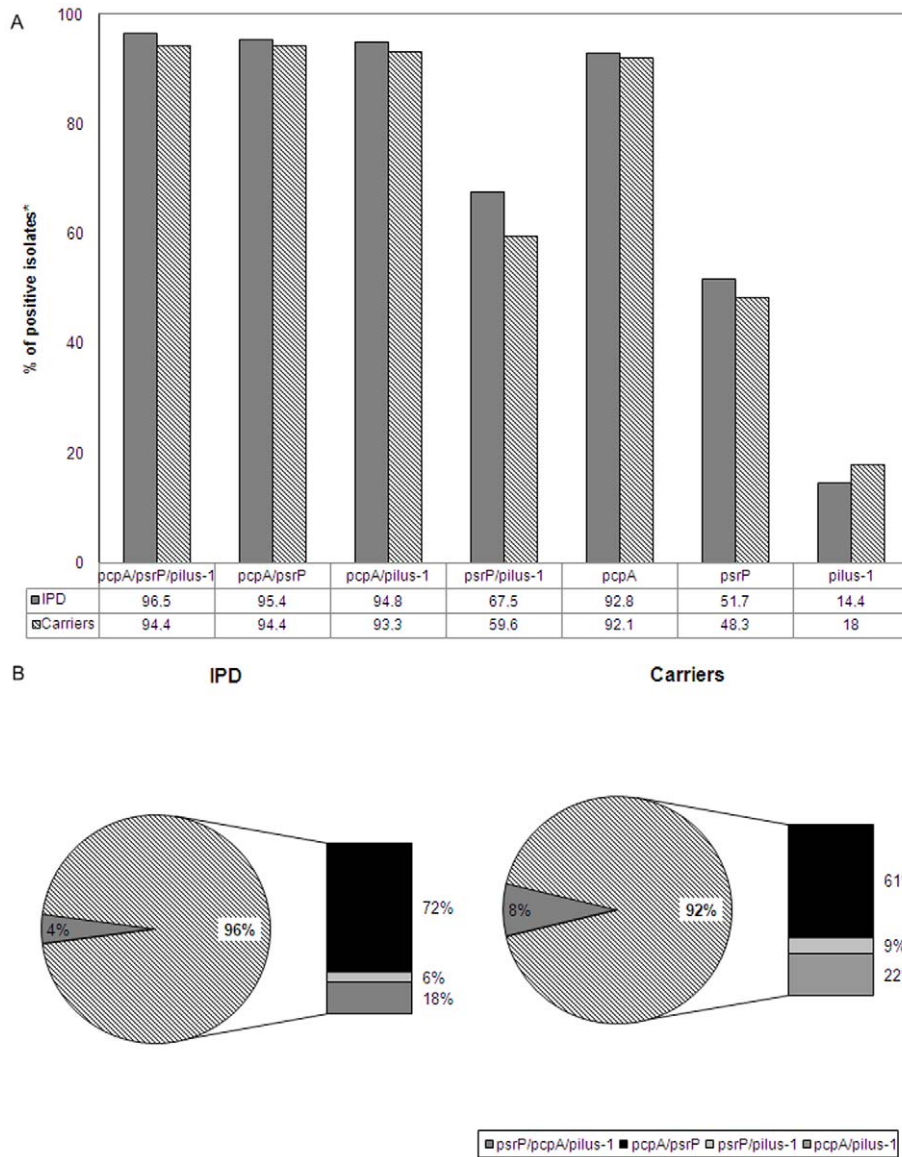 A
% of positive isolates*
100
80
60
40
20
0
pcpA/psrP/pilus-1 pcpA/psrP pcpA/pilus-1 psrP/pilus-1 pcpA psrP pilus-1
IPD 96.5 95.4 94.8 67.5 92.8 51.7 14.4
Carriers 94.4 94.4 93.3 59.6 92.1 48.3 18
B
IPD Carriers
4% 96% 72% 6% 18%
8% 92% 61% 9% 22%
psrP/pcpA/pilus-1 pcpA/psrP psrP/pilus-1 pcpA/pilus-1